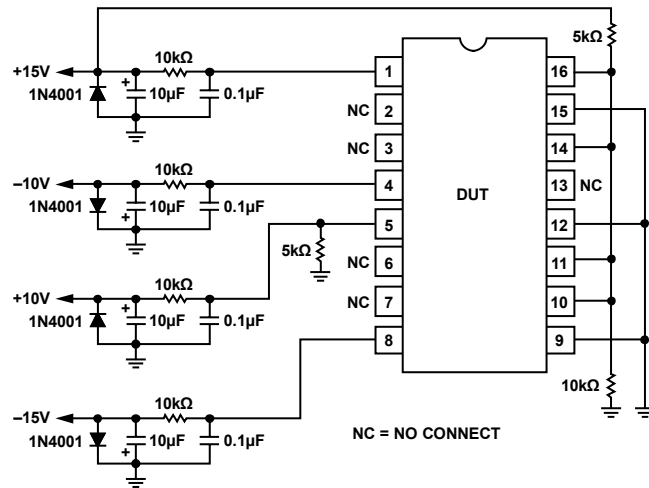 5kΩ
+15V
10kΩ
1N4001
10μF
0.1μF
+
1
16
NC
2
15
NC
3
14
–10V
10kΩ
1N4001
10μF
0.1μF
+
4
13
NC
DUT
5
12
5kΩ
NC
6
11
+10V
10kΩ
1N4001
10μF
0.1μF
+
NC
7
10
8
9
–15V
10kΩ
1N4001
10μF
0.1μF
+
10kΩ
NC = NO CONNECT